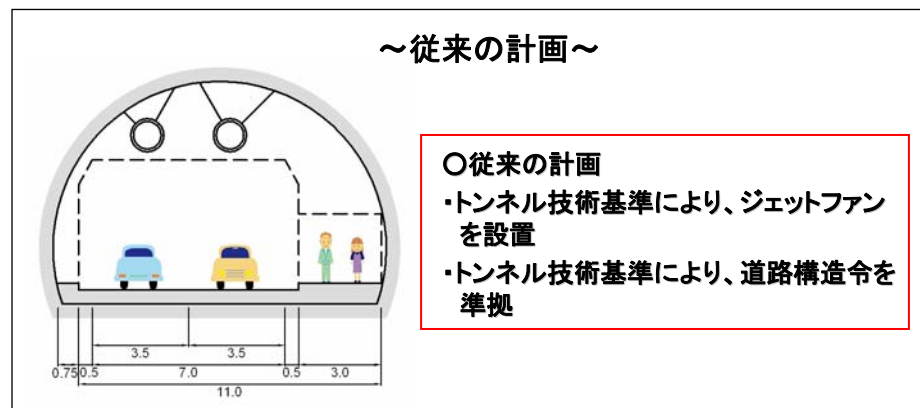 ~従来の計画~
○従来の計画
・トンネル技術基準により、ジェットファン
を設置
・トンネル技術基準により、道路構造令を
準拠
3.5 3.5
0.75 0.5 7.0 0.5 3.0
11.0